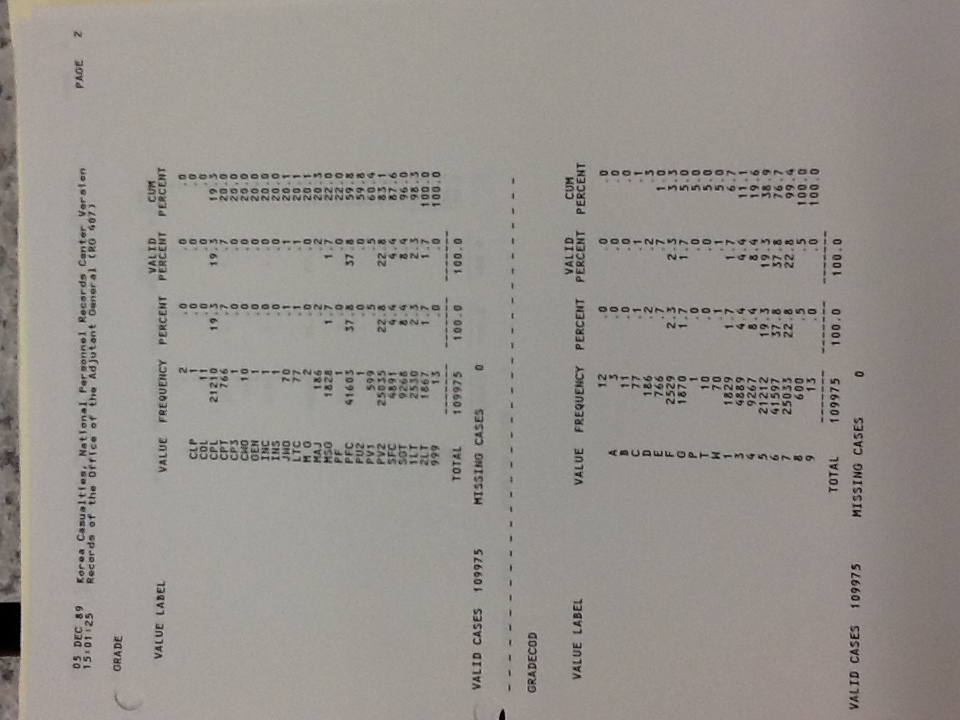 05 DEC 89 Korea Casualties, National Personnel Records Center Version PAGE 2
15:01:25 Records of the Office of the Adjutant General (RG 407)
GRADE
VALID CUM
VALUE LABEL VALUE FREQUENCY PERCENT PERCENT PERCENT
2 .0 .0 .0
CLP 1 .0 .0 .0
COL 11 .0 .0 .0
CPL 21210 19.3 19.3 19.3
CPT 766 .7 .7 20.0
CP3 1 .0 .0 20.0
CWO 10 .0 .0 20.0
GEN 1 .0 .0 20.0
INC 1 .0 .0 20.0
INS 1 .0 .0 20.0
JWO 70 .1 .1 20.1
LTC 77 .1 .1 20.1
M G 2 .0 .0 20.1
MAJ 186 .2 .2 20.3
MSG 1828 1.7 1.7 22.0
PF 1 .0 .0 22.0
PFC 41603 37.8 37.8 59.8
PU2 1 .0 .0 59.8
PV1 599 .5 .5 60.4
PV2 25035 22.8 22.8 83.1
SFC 4891 4.4 4.4 87.6
SGT 9268 8.4 8.4 96.0
1LT 2530 2.3 2.3 98.3
2LT 1867 1.7 1.7 100.0
999 13 .0 .0 100.0
TOTAL 109975 100.0 100.0
VALID CASES 109975 MISSING CASES 0
GRADECOD
VALID CUM
VALUE LABEL VALUE FREQUENCY PERCENT PERCENT PERCENT
12 .0 .0 .0
A 3 .0 .0 .0
B 11 .0 .0 .0
C 77 .1 .1 .1
D 186 .2 .2 .3
E 766 .7 .7 1.0
F 2529 2.3 2.3 3.3
G 1870 1.7 1.7 5.0
P 1 .0 .0 5.0
T 10 .0 .0 5.0
W 70 .1 .1 5.0
1 1829 1.7 1.7 6.7
3 4889 4.4 4.4 11.1
4 9267 8.4 8.4 19.6
5 21212 19.3 19.3 38.9
6 41597 37.8 37.8 76.7
7 25033 22.8 22.8 99.4
8 600 .5 .5 100.0
9 13 .0 .0 100.0
TOTAL 109975 100.0 100.0
VALID CASES 109975 MISSING CASES 0